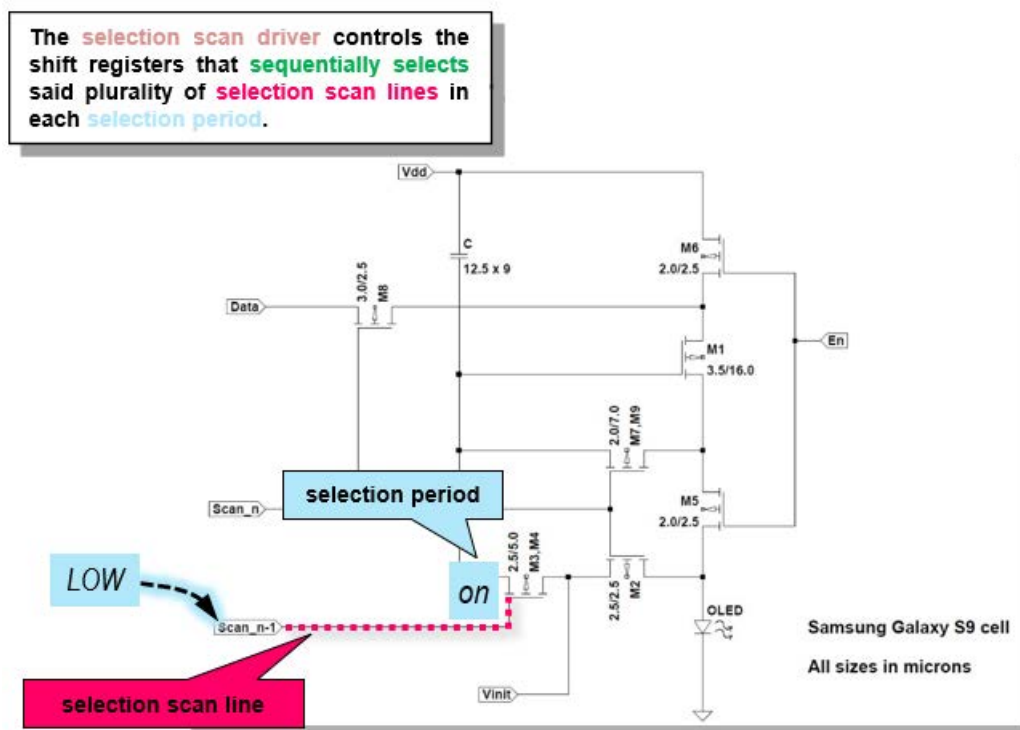 The selection scan driver controls the
shift registers that sequentially selects
said plurality of selection scan lines in
each selection period.
Vdd
C
12.5 x 9
M6
2.0/2.5
3.0/2.5
M8
Data
En
M1
3.5/16.0
2.0/7.0
M7,M9
selection period
Scan_n
M5
2.0/2.5
LOW
on
2.5/5.0
M3,M4
2.5/2.5
M2
Scan_n-1
OLED
Samsung Galaxy S9 cell
All sizes in microns
selection scan line
Vinit